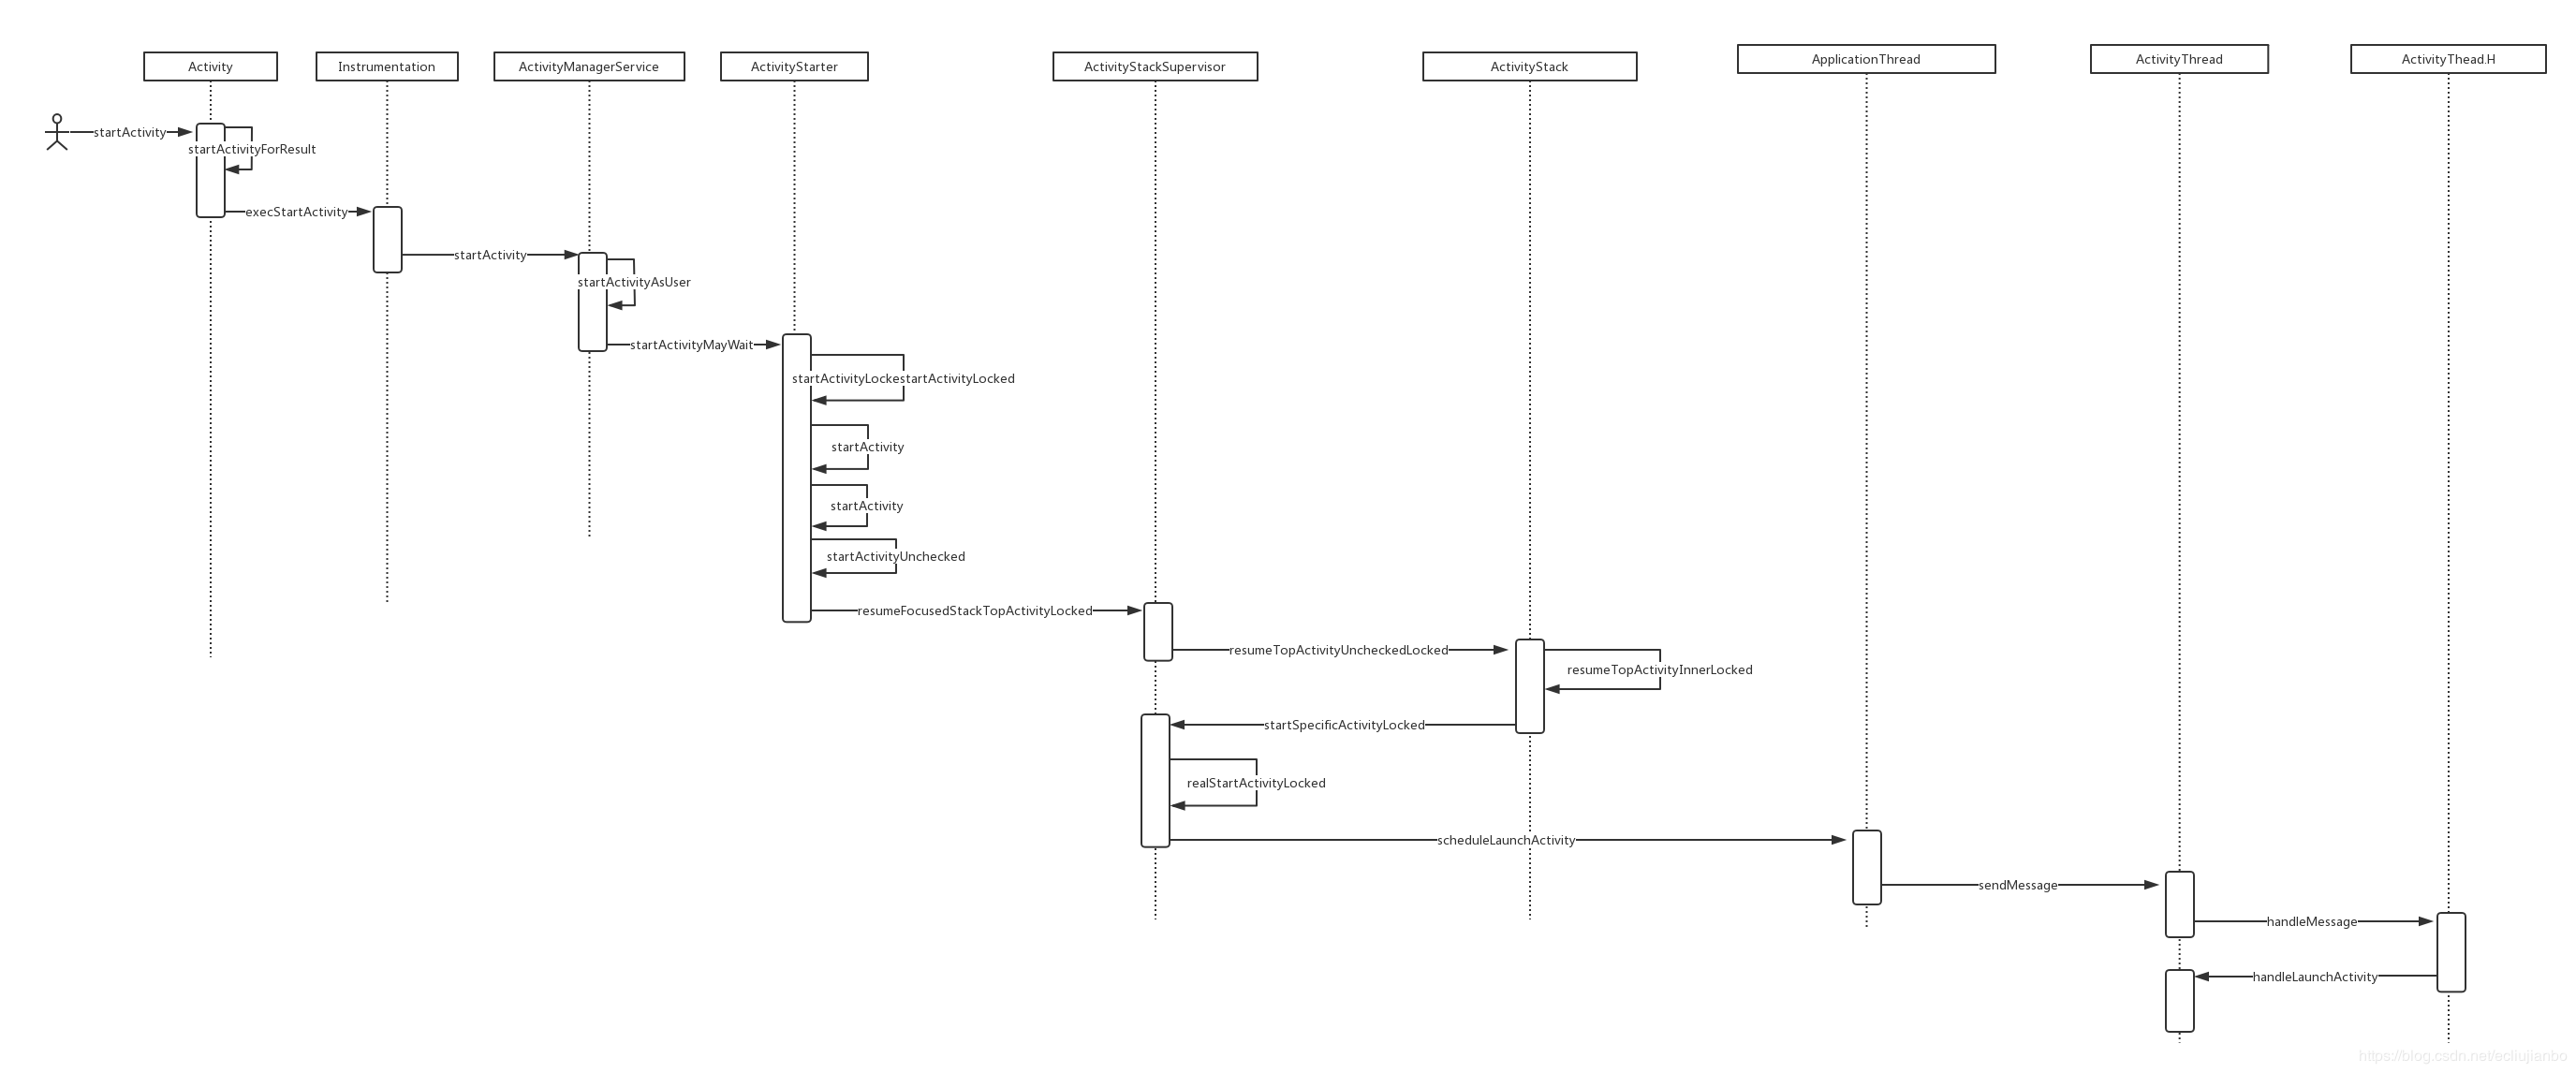 Activity
Instrumentation
ActivityManagerService
ActivityStarter
ActivityStackSupervisor
ActivityStack
ApplicationThread
ActivityThread
ActivityThead.H
startActivity
startActivityForResult
execStartActivity
startActivity
startActivityAsUser
startActivityMayWait
startActivityLockestartActivityLocked
startActivity
startActivity
startActivityUnchecked
resumeFocusedStackTopActivityLocked
resumeTopActivityUncheckedLocked
resumeTopActivityInnerLocked
startSpecificActivityLocked
realStartActivityLocked
scheduleLaunchActivity
sendMessage
handleMessage
handleLaunchActivity
https://blog.csdn.net/ecliujianbo